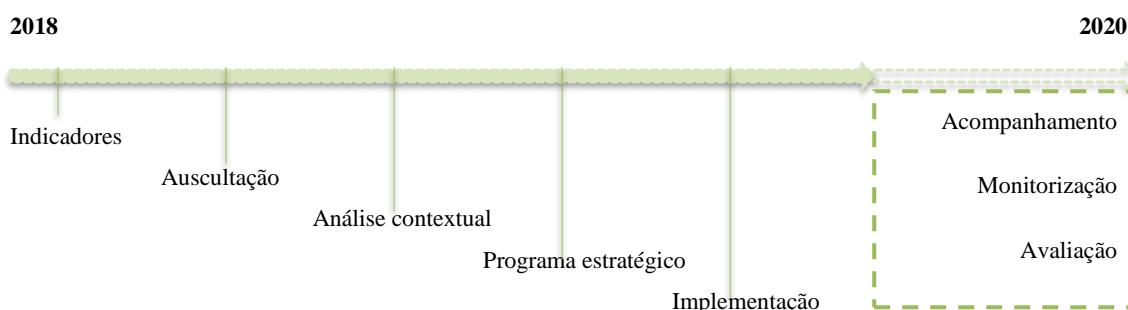 2018
2020
Indicadores
Auscultação
Análise contextual
Programa estratégico
Implementação
Acompanhamento
Monitorização
Avaliação